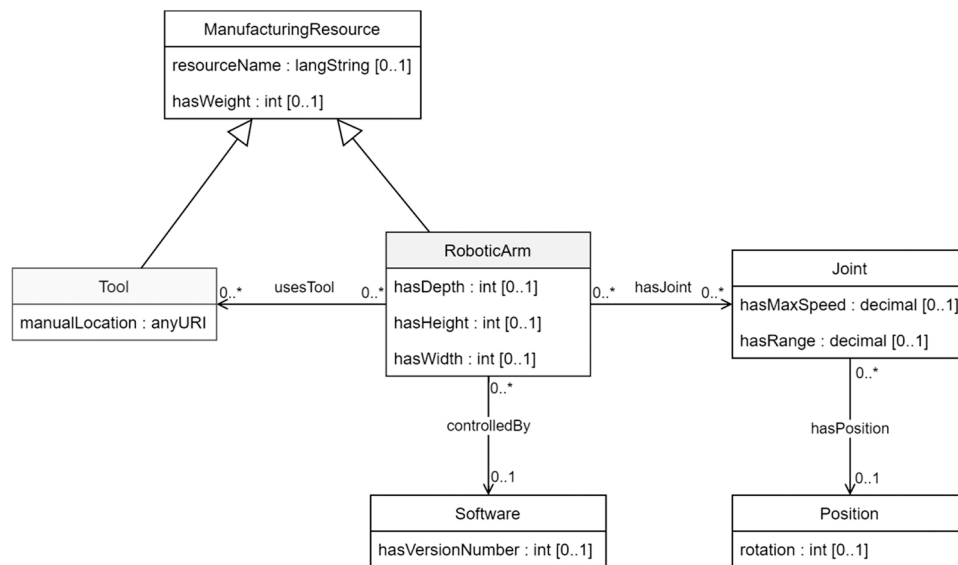 ManufacturingResource
resourceName : langString [0..1]
hasWeight : int [0..1]
RoboticArm
hasDepth : int [0..1]
hasHeight : int [0..1]
hasWidth : int [0..1]
Tool
manualLocation : anyURI
0..*
usesTool
0..*
0..*
hasJoint
0..*
Joint
hasMaxSpeed : decimal [0..1]
hasRange : decimal [0..1]
0..*
controlledBy
0..1
0..*
hasPosition
0..1
Software
hasVersionNumber : int [0..1]
Position
rotation : int [0..1]